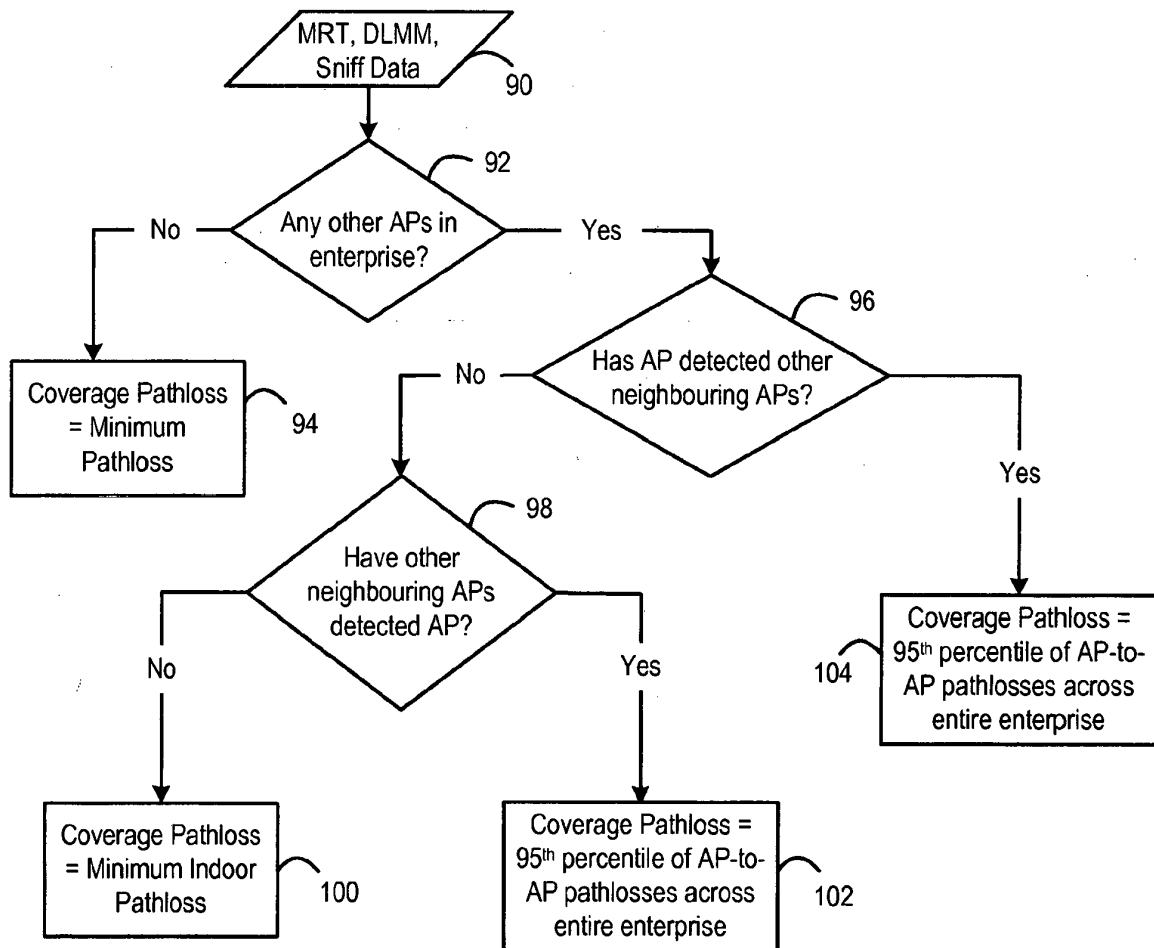 MRT, DLMM,
Sniff Data
90
92
Any other APs in
enterprise?
No
Yes
94
Coverage Pathloss
= Minimum
Pathloss
96
Has AP detected other
neighbouring APs?
No
Yes
98
Have other
neighbouring APs
detected AP?
No
Yes
104
Coverage Pathloss =
95th percentile of AP-to-
AP pathlosses across
entire enterprise
Coverage Pathloss
= Minimum Indoor
Pathloss
100
Coverage Pathloss =
95th percentile of AP-to-
AP pathlosses across
entire enterprise
102